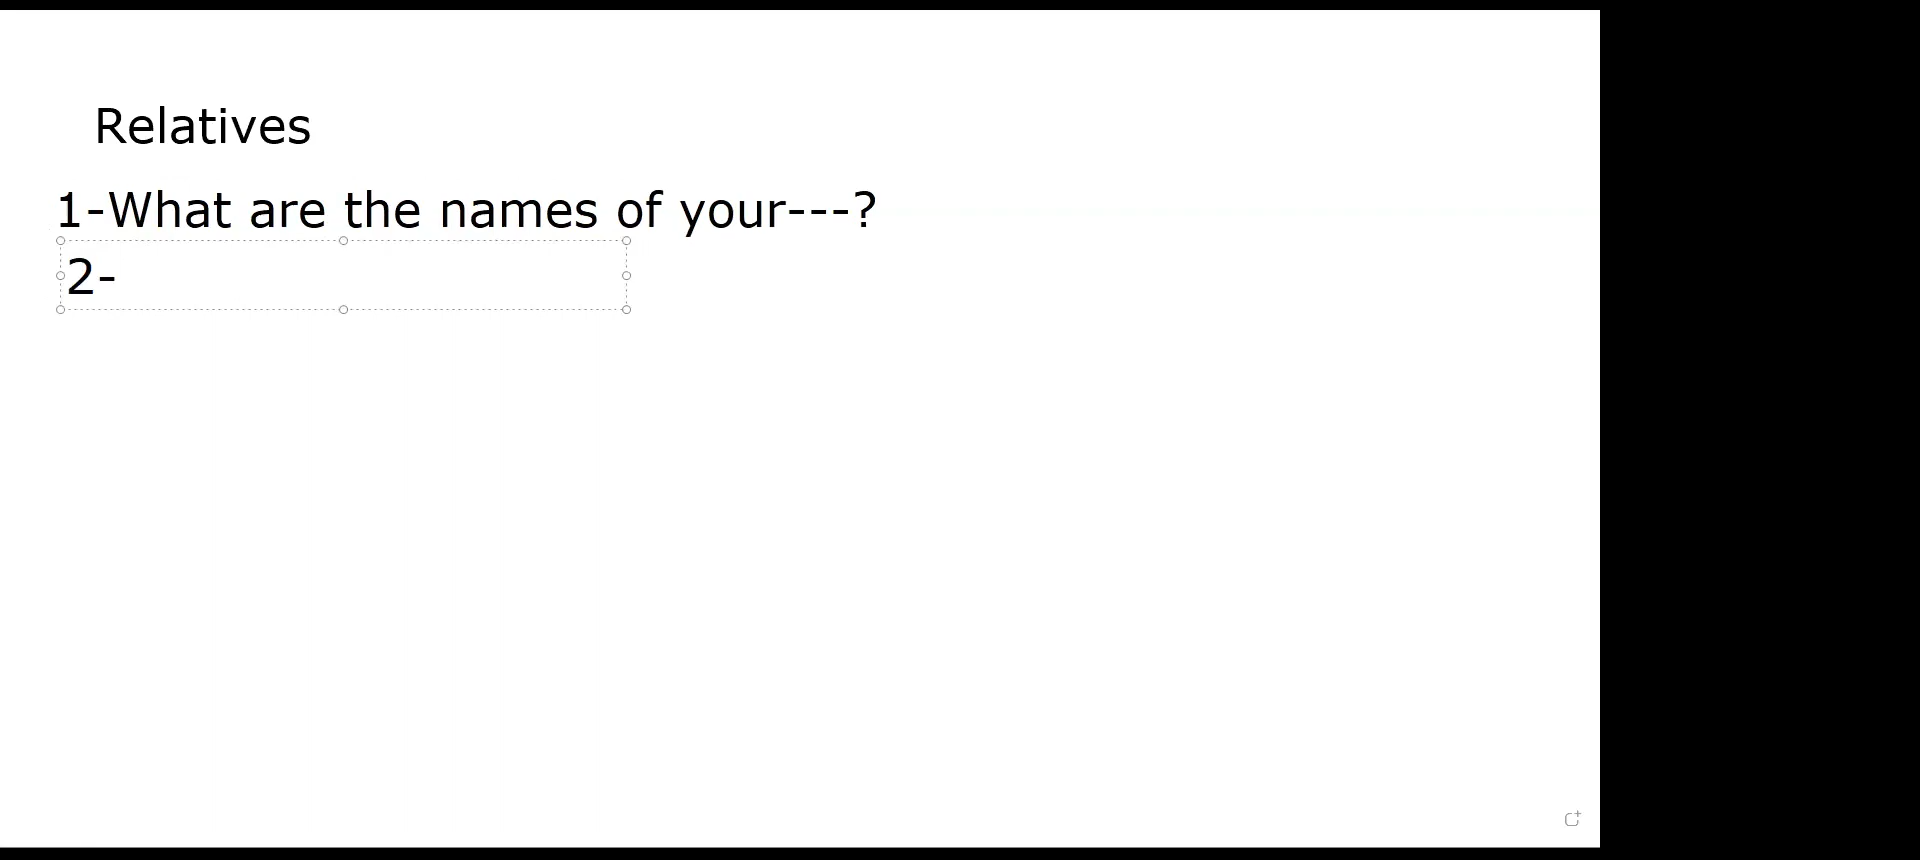 Relatives
1-What are the names of your---?
2-